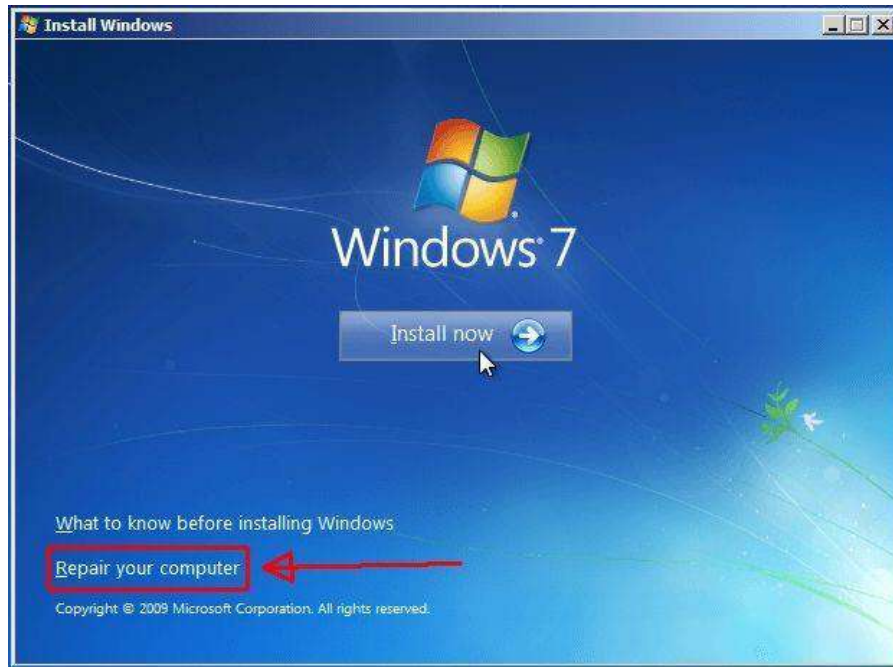 Install Windows
Windows 7
Install now
What to know before installing Windows
Repair your computer
Copyright © 2009 Microsoft Corporation. All rights reserved.